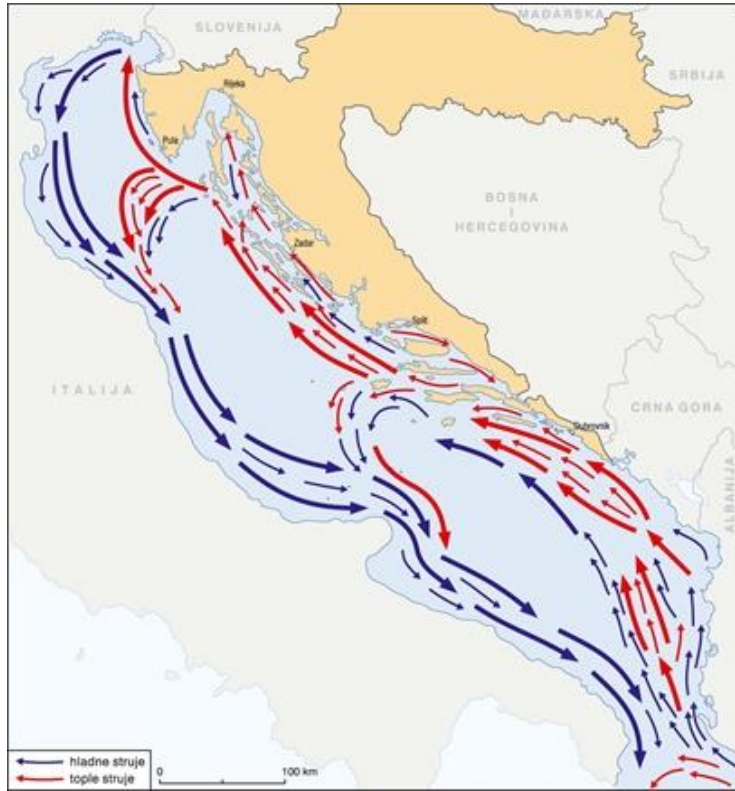 MAĐARSKA
SLOVENIJA
SRBIJA
Rijeka
Pula
BOSNA
I
HERCEGOVINA
Zadar
Split
ITALIJA
CRNA GORA
Dubrovnik
ALBANIJA
hladne struje
tople struje
0
100 km